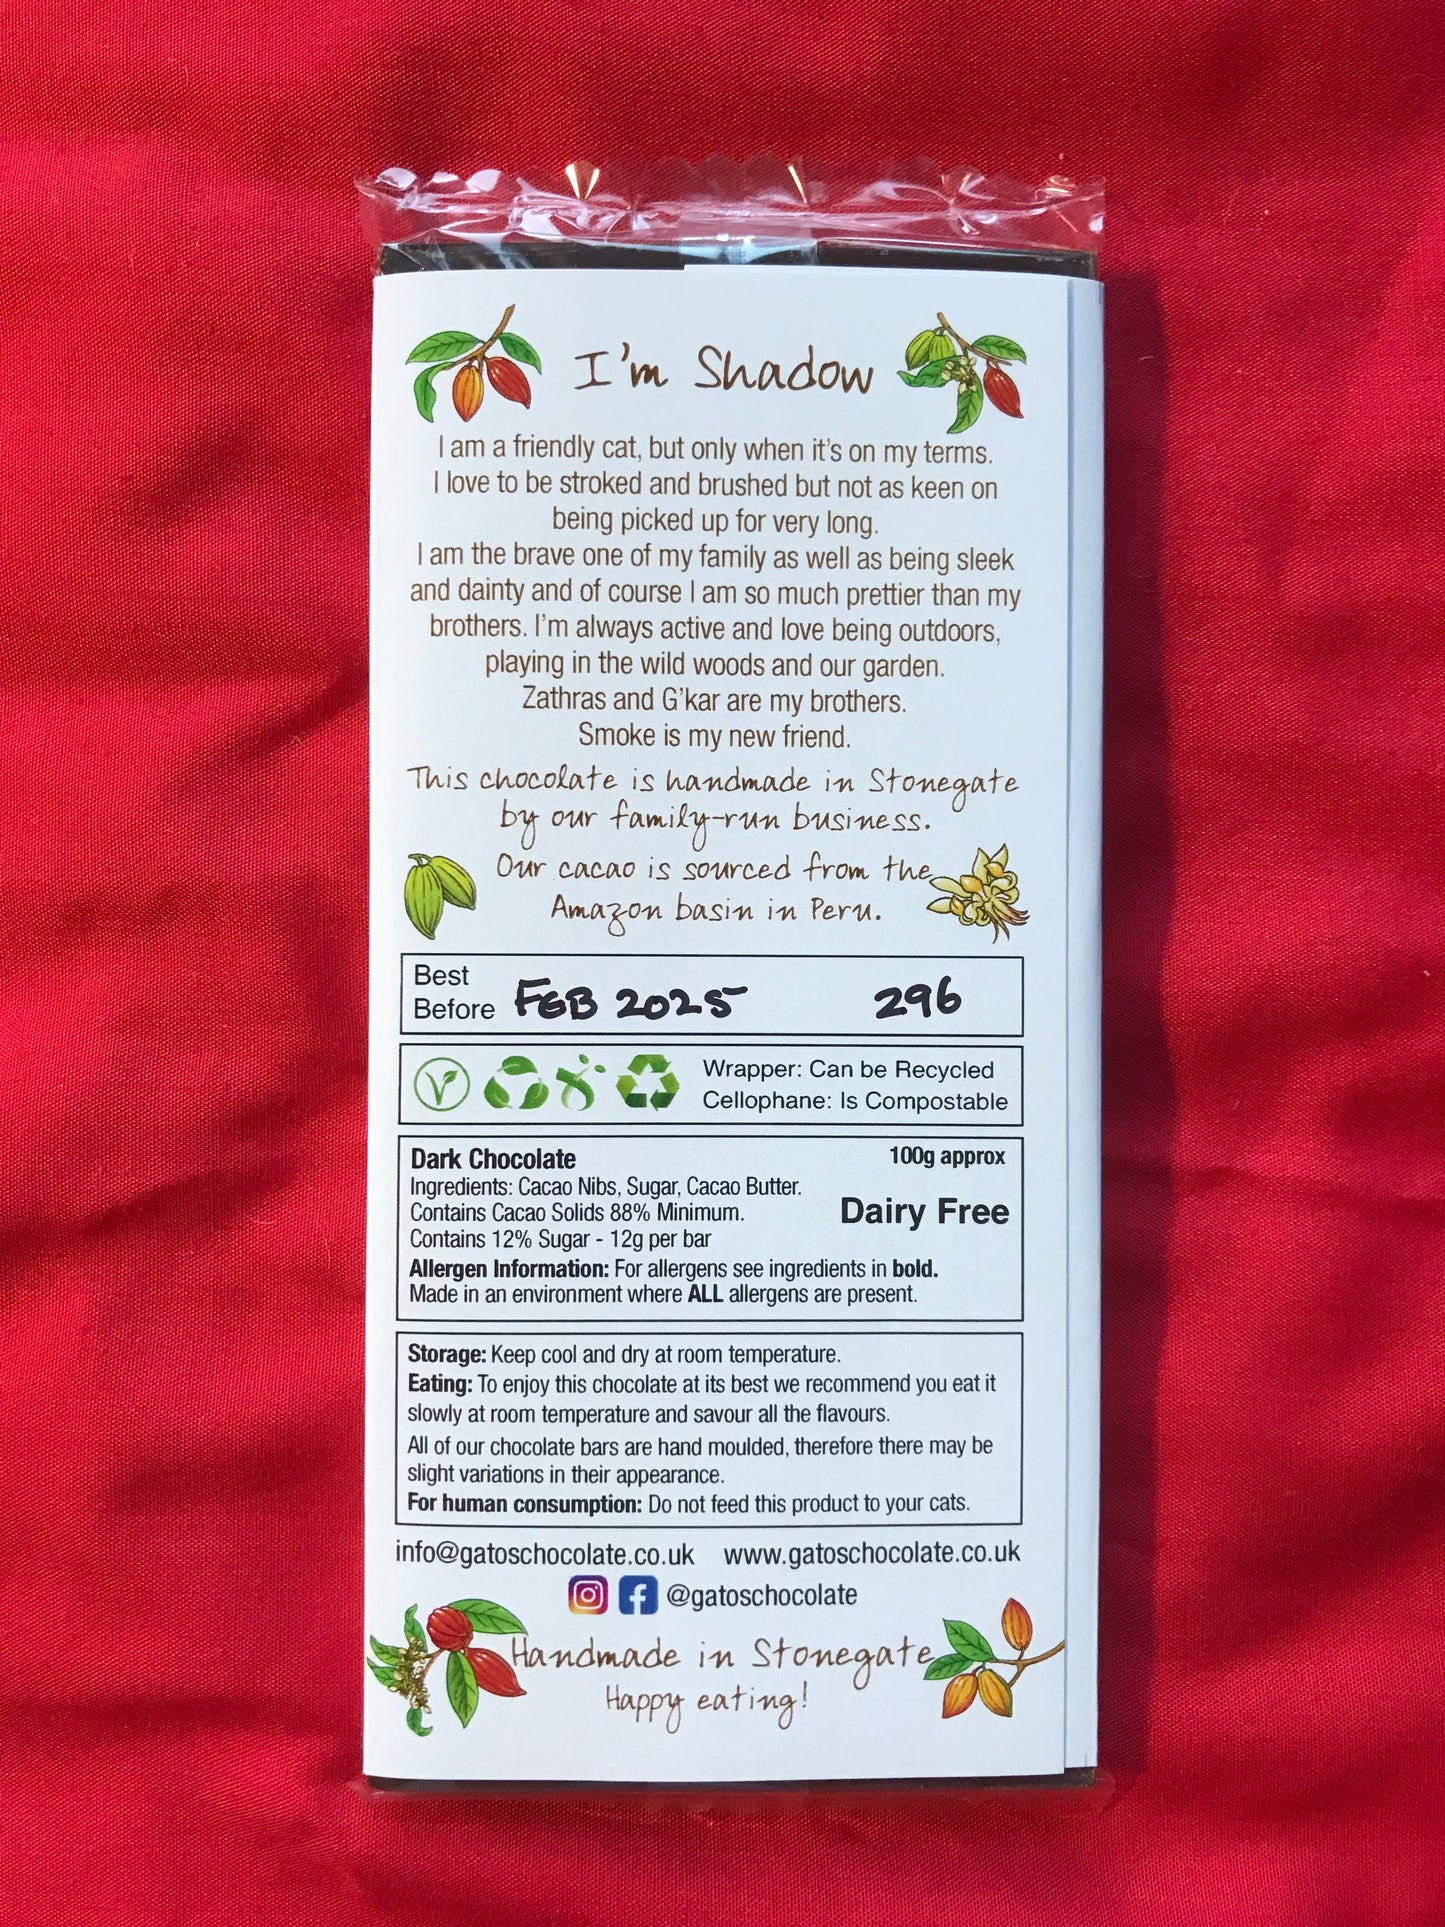 I'm Shadow
I am a friendly cat, but only when it's on my terms.
I love to be stroked and brushed but not as keen on
being picked up for very long.
I am the brave one of my family as well as being sleek
and dainty and of course I am so much prettier than my
brothers. I'm always active and love being outdoors,
playing in the wild woods and our garden.
Zathras and G'kar are my brothers.
Smoke is my new friend.
This chocolate is handmade in Stonegate
by our family-run business.
Our cacao is sourced from the
Amazon basin in Peru.
Best
Before FEB 2025 296
Wrapper: Can be Recycled
Cellophane: Is Compostable
Dark Chocolate 100g approx
Ingredients: Cacao Nibs, Sugar, Cacao Butter.
Contains Cacao Solids 88% Minimum. Dairy Free
Contains 12% Sugar - 12g per bar
Allergen Information: For allergens see ingredients in bold.
Made in an environment where ALL allergens are present.
Storage: Keep cool and dry at room temperature.
Eating: To enjoy this chocolate at its best we recommend you eat it
slowly at room temperature and savour all the flavours.
All of our chocolate bars are hand moulded, therefore there may be
slight variations in their appearance.
For human consumption: Do not feed this product to your cats.
info@gatoschocolate.co.uk www.gatoschocolate.co.uk
@gatoschocolate
Handmade in Stonegate
Happy eating!